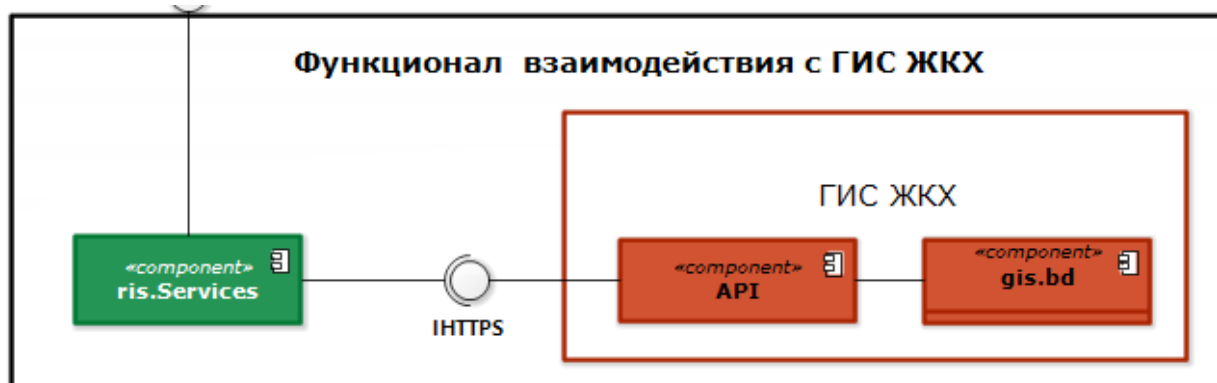 Функционал взаимодействия с ГИС ЖКХ
ГИС ЖКХ
«component»
ris.Services
IHTTPS
«component»
API
«component»
gis.bd